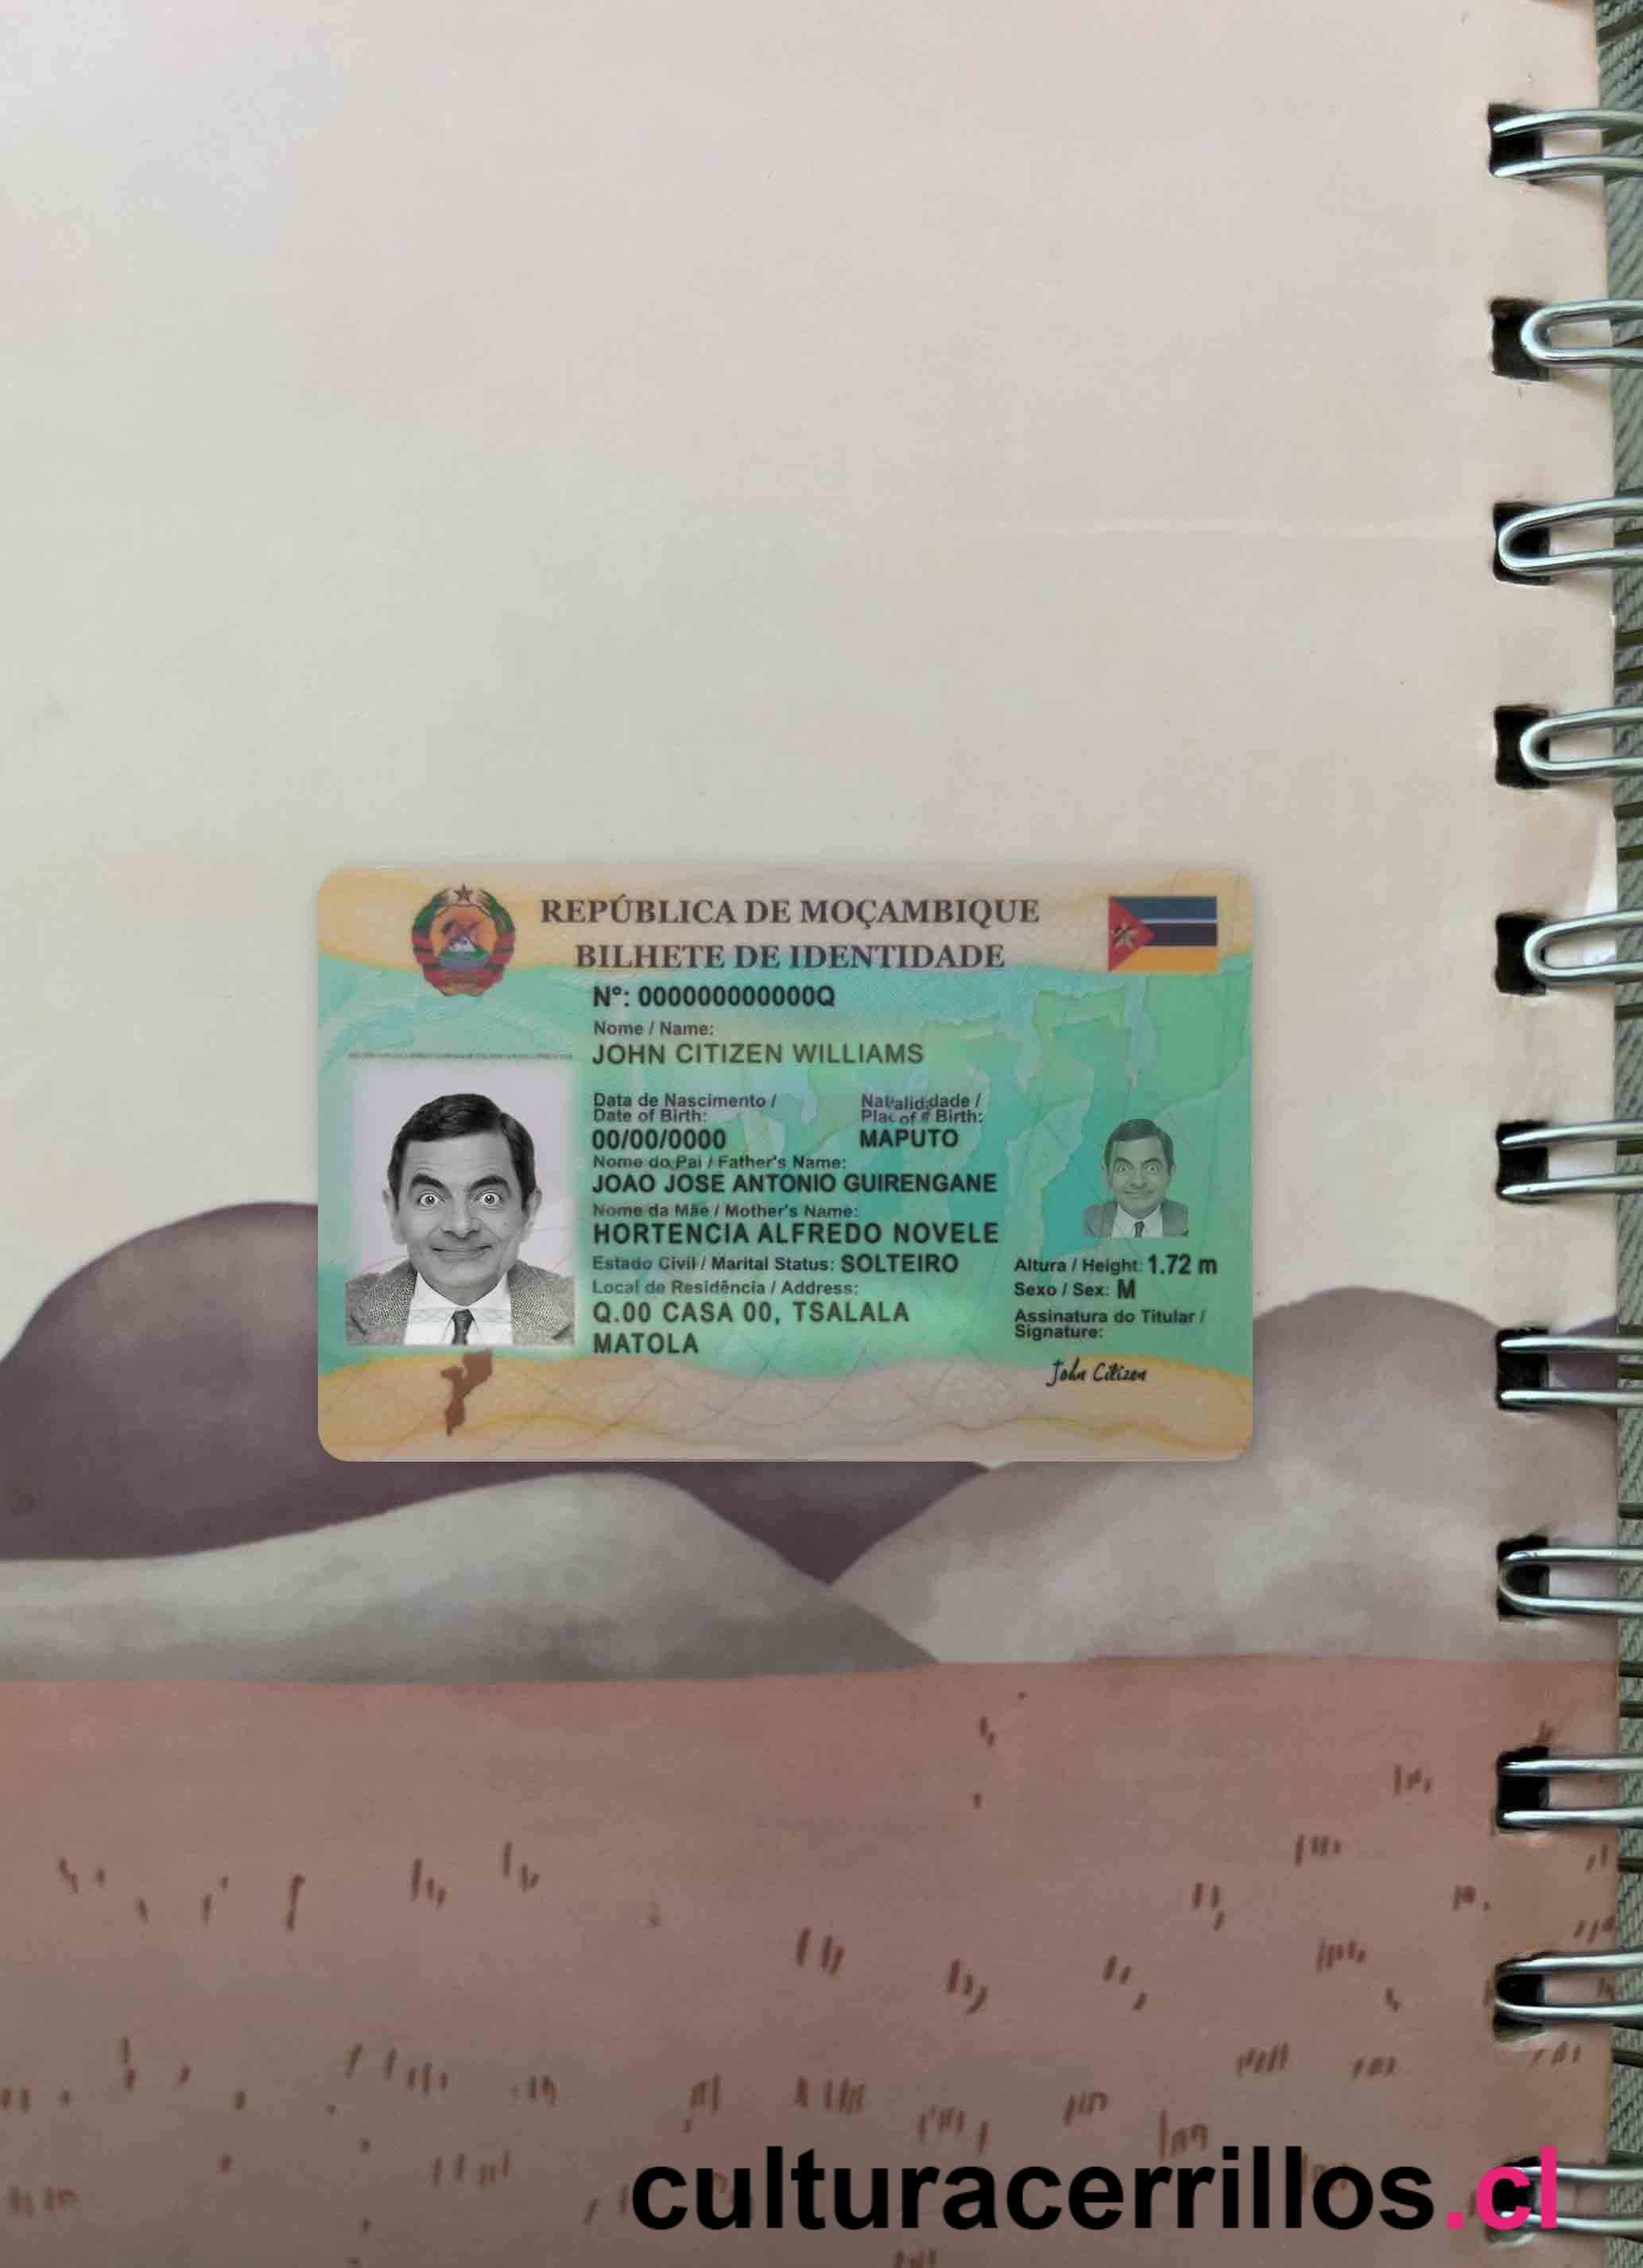 REPÚBLICA DE MOÇAMBIQUE
BILHETE DE IDENTIDADE
Nº: 000000000000Q
Nome / Name:
JOHN CITIZEN WILLIAMS
Data de Nascimento /
Date of Birth:
00/00/0000
Place of Birth:
MAPUTO
Nome do Pai / Father's Name:
JOAO JOSE ANTONIO GUIRENGANE
Nome da Mãe / Mother's Name:
HORTENCIA ALFREDO NOVELE
Estado Civil / Marital Status: SOLTEIRO
Local de Residência / Address:
Q.00 CASA 00, TSALALA
MATOLA
Altura / Height: 1.72 m
Sexo / Sex: M
Assinatura do Titular /
Signature:
John Citizen
culturacerrillos.cl